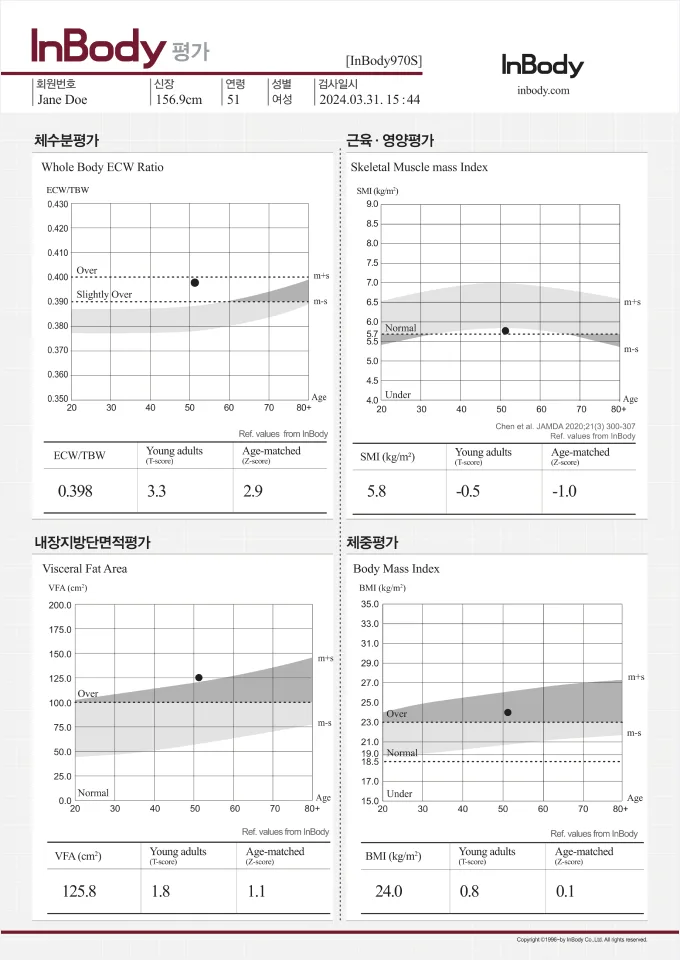 InBody 평가
[InBody970S]
InBody
inbody.com
회원번호 신장 연령 성별 검사일시
Jane Doe 156.9cm 51 여성 2024.03.31. 15 : 44
체수분평가
Whole Body ECW Ratio
ECW/TBW
0.430
0.420
0.410
0.400 Over m+s
0.390 Slightly Over m-s
0.380
0.370
0.360
0.350 Age
20 30 40 50 60 70 80+
Ref. values from InBody
ECW/TBW Young adults (T-score) Age-matched (Z-score)
0.398 3.3 2.9
근육 · 영양평가
Skeletal Muscle mass Index
SMI (kg/m²)
9.0
8.5
8.0
7.5
7.0
6.5 m+s
6.0
5.7 Normal
5.5 m-s
5.0
4.5
4.0 Under Age
20 30 40 50 60 70 80+
Chen et al. JAMDA 2020;21(3) 300-307
Ref. values from InBody
SMI (kg/m²) Young adults (T-score) Age-matched (Z-score)
5.8 -0.5 -1.0
내장지방단면적평가
Visceral Fat Area
VFA (cm²)
200.0
175.0
150.0 m+s
125.0
100.0 Over
75.0 m-s
50.0
25.0
0.0 Normal Age
20 30 40 50 60 70 80+
Ref. values from InBody
VFA (cm²) Young adults (T-score) Age-matched (Z-score)
125.8 1.8 1.1
체중평가
Body Mass Index
BMI (kg/m²)
35.0
33.0
31.0
29.0
27.0 m+s
25.0
23.0 Over
21.0 m-s
19.0 Normal
18.5
17.0
15.0 Under Age
20 30 40 50 60 70 80+
Ref. values from InBody
BMI (kg/m²) Young adults (T-score) Age-matched (Z-score)
24.0 0.8 0.1
Copyright ©1996~by InBody Co.,Ltd. All rights reserved.